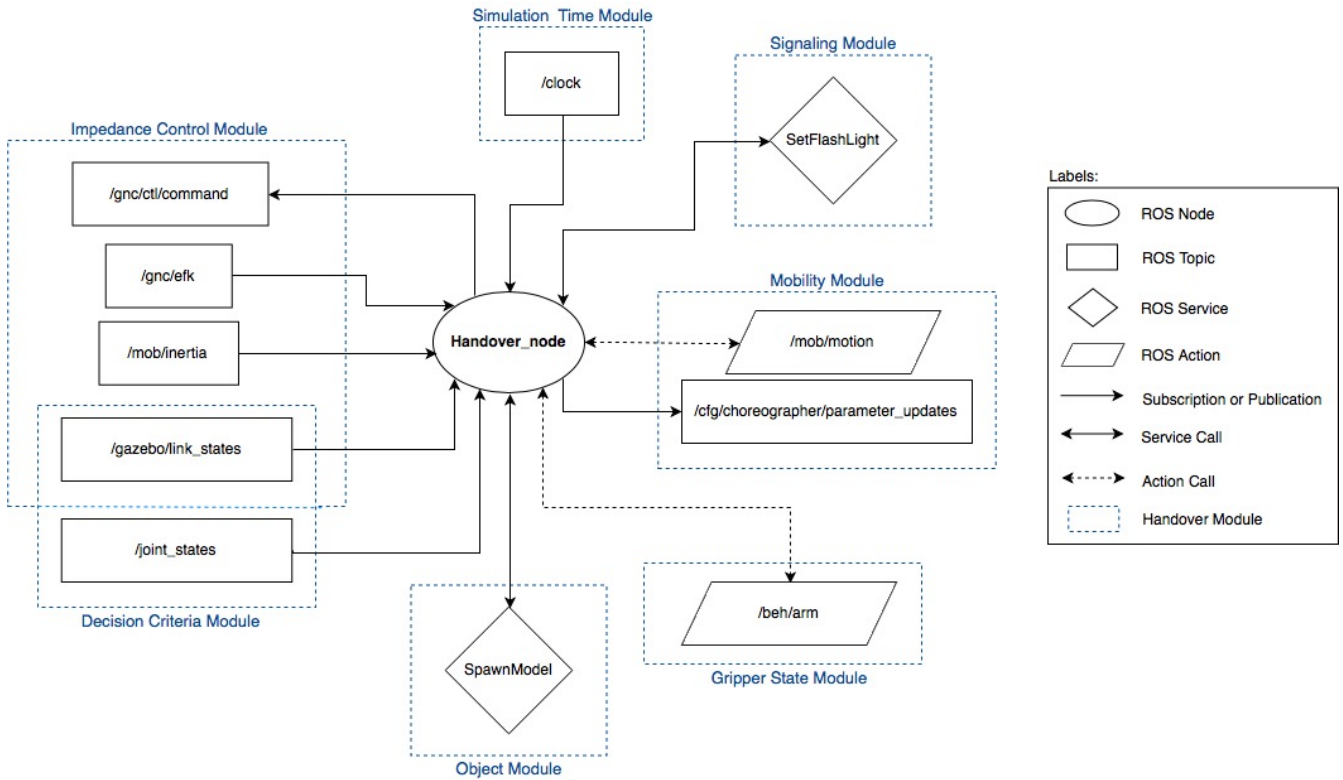 Simulation  Time Module
/clock
Signaling Module
SetFlashLight
Impedance Control Module
/gnc/ctl/command
/gnc/efk
/mob/inertia
/gazebo/link_states
/joint_states
Decision Criteria Module
Handover_node
Mobility Module
/mob/motion
/cfg/choreographer/parameter_updates
/beh/arm
Gripper State Module
SpawnModel
Object Module
Labels:
ROS Node
ROS Topic
ROS Service
ROS Action
Subscription or Publication
Service Call
Action Call
Handover Module